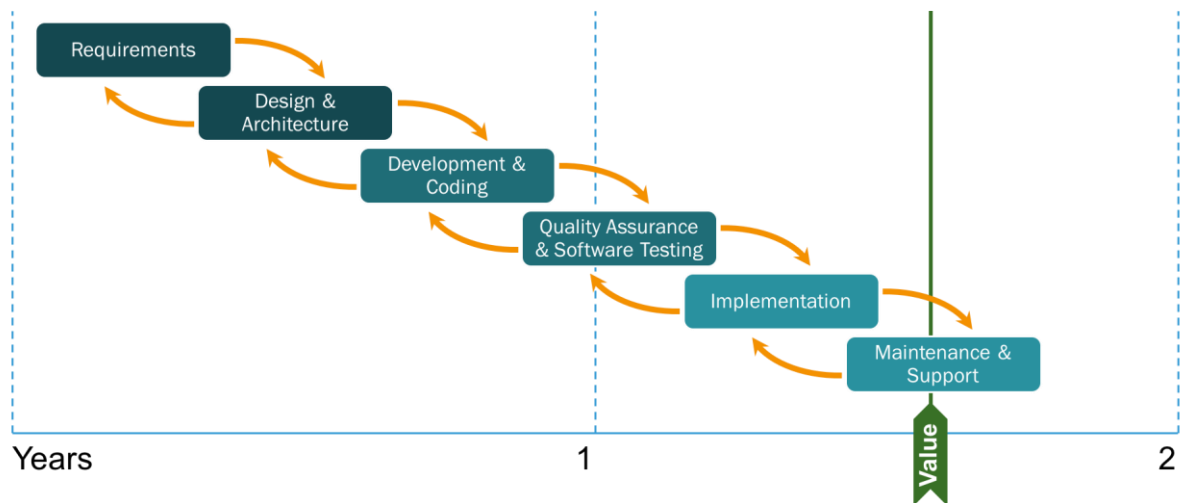 Requirements
Design &
Architecture
Development &
Coding
Quality Assurance
& Software Testing
Implementation
Maintenance &
Support
Years
1
2
Value